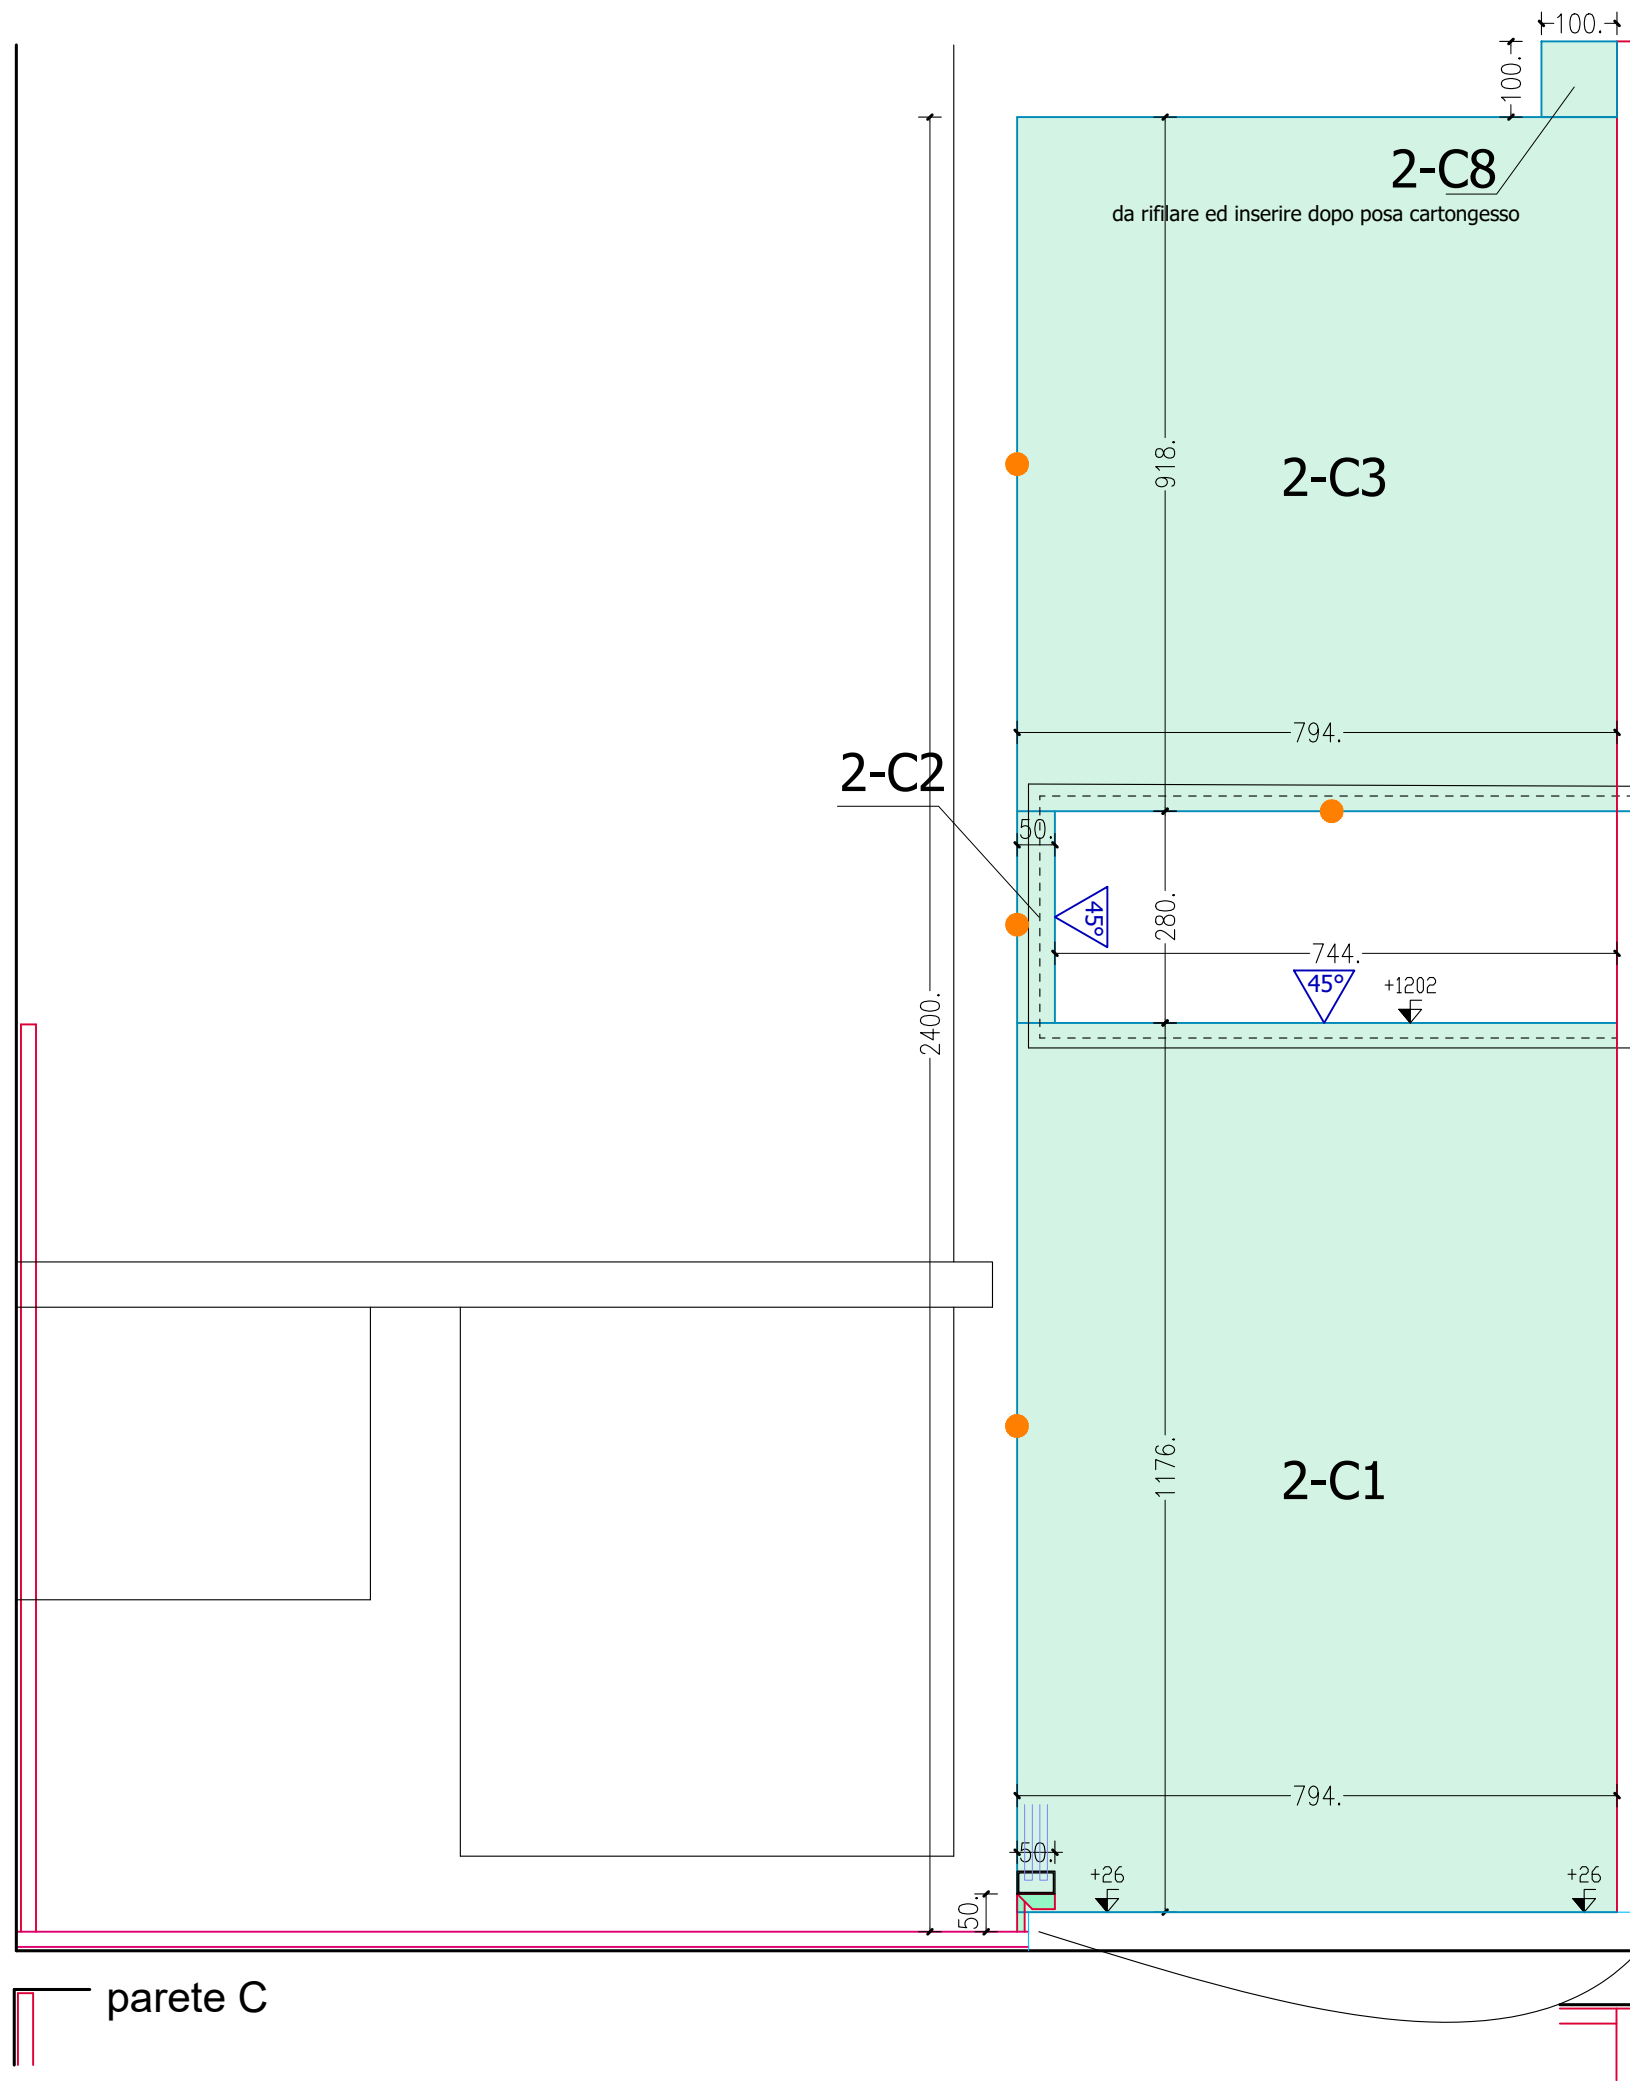 100.
100.
2-C8
da rifilare ed inserire dopo posa cartongesso
918.
2-C3
794.
2-C2
50.
45°
280.
744.
45°
+1202
2400.
1176.
2-C1
794.
50.
+26
+26
50.
parete C